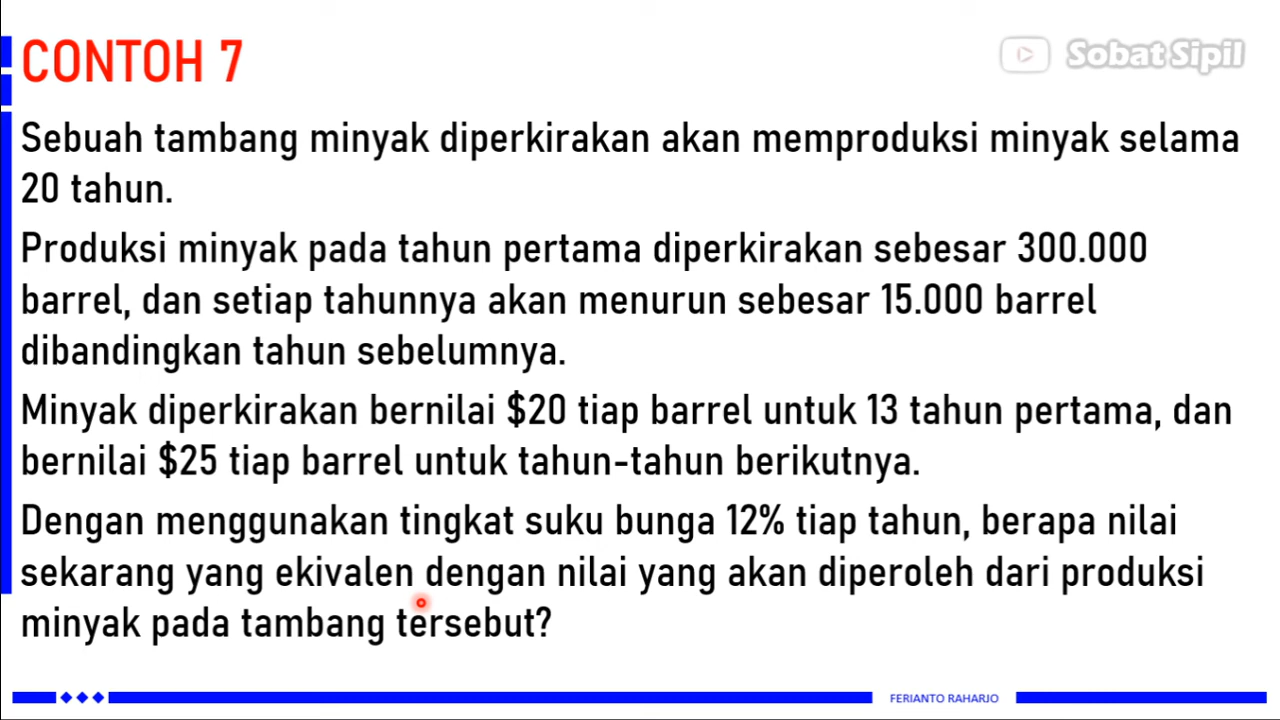 CONTOH 7
Sobat Sipil
Sebuah tambang minyak diperkirakan akan memproduksi minyak selama
20 tahun.
Produksi minyak pada tahun pertama diperkirakan sebesar 300.000
barrel, dan setiap tahunnya akan menurun sebesar 15.000 barrel
dibandingkan tahun sebelumnya.
Minyak diperkirakan bernilai $20 tiap barrel untuk 13 tahun pertama, dan
bernilai $25 tiap barrel untuk tahun-tahun berikutnya.
Dengan menggunakan tingkat suku bunga 12% tiap tahun, berapa nilai
sekarang yang ekivalen dengan nilai yang akan diperoleh dari produksi
minyak pada tambang tersebut?
FERIANTO RAHARJO